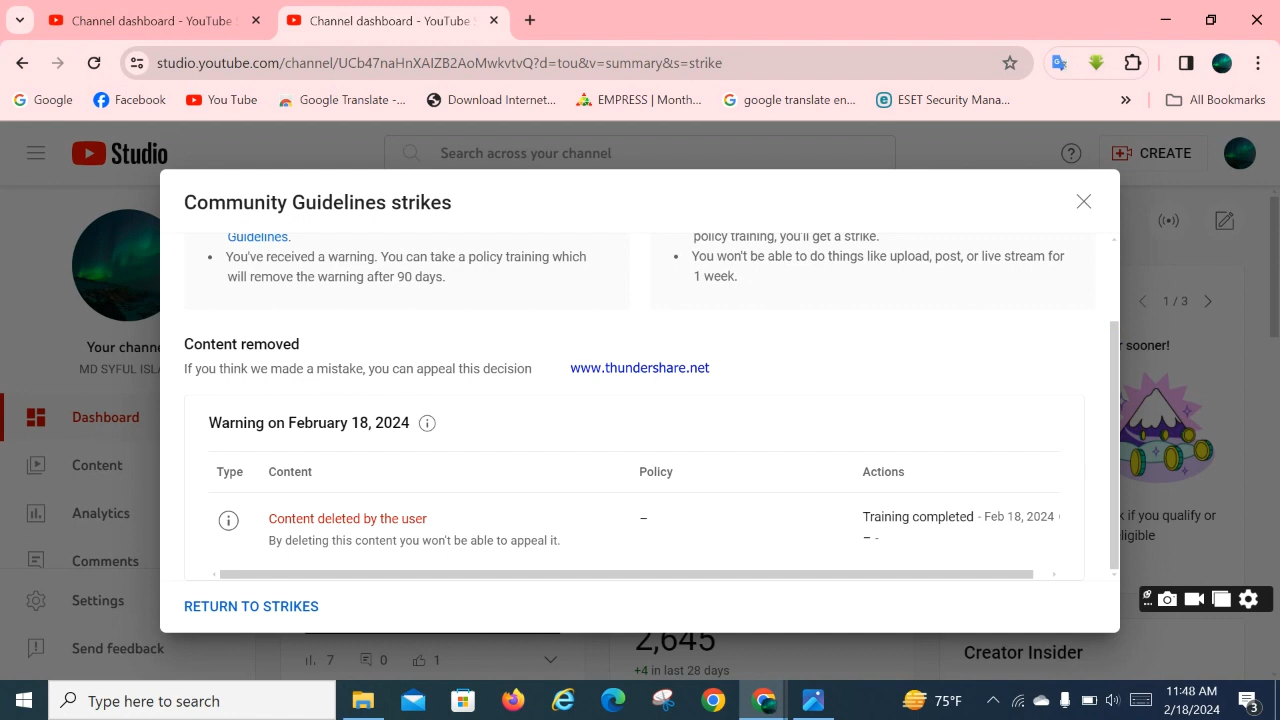 Channel dashboard - YouTube S
Channel dashboard - YouTube S
studio.youtube.com/channel/UCb47naHnXAfZB2AoMwkvtvQ?d=tou&v=summary&s=strike
Google
Facebook
You Tube
Google Translate -...
Download Internet...
EMPRESS | Month...
google translate en...
ESET Security Mana...
»
All Bookmarks
Studio
Search across your channel
CREATE
Community Guidelines strikes
Guidelines.
• You've received a warning. You can take a policy training which
will remove the warning after 90 days.
policy training, you'll get a strike.
• You won't be able to do things like upload, post, or live stream for
1 week.
1 / 3
Your channe
MD SYFUL ISLA
sooner!
Content removed
If you think we made a mistake, you can appeal this decision
www.thundershare.net
Dashboard
Content
Analytics
Comments
Settings
Send feedback
Warning on February 18, 2024
Type Content Policy Actions
Content deleted by the user – Training completed - Feb 18, 2024
By deleting this content you won't be able to appeal it. – -
k if you qualify or
eligible
RETURN TO STRIKES
7 0 1
2,645
+4 in last 28 days
Creator Insider
Type here to search
75°F
11:48 AM
2/18/2024
3